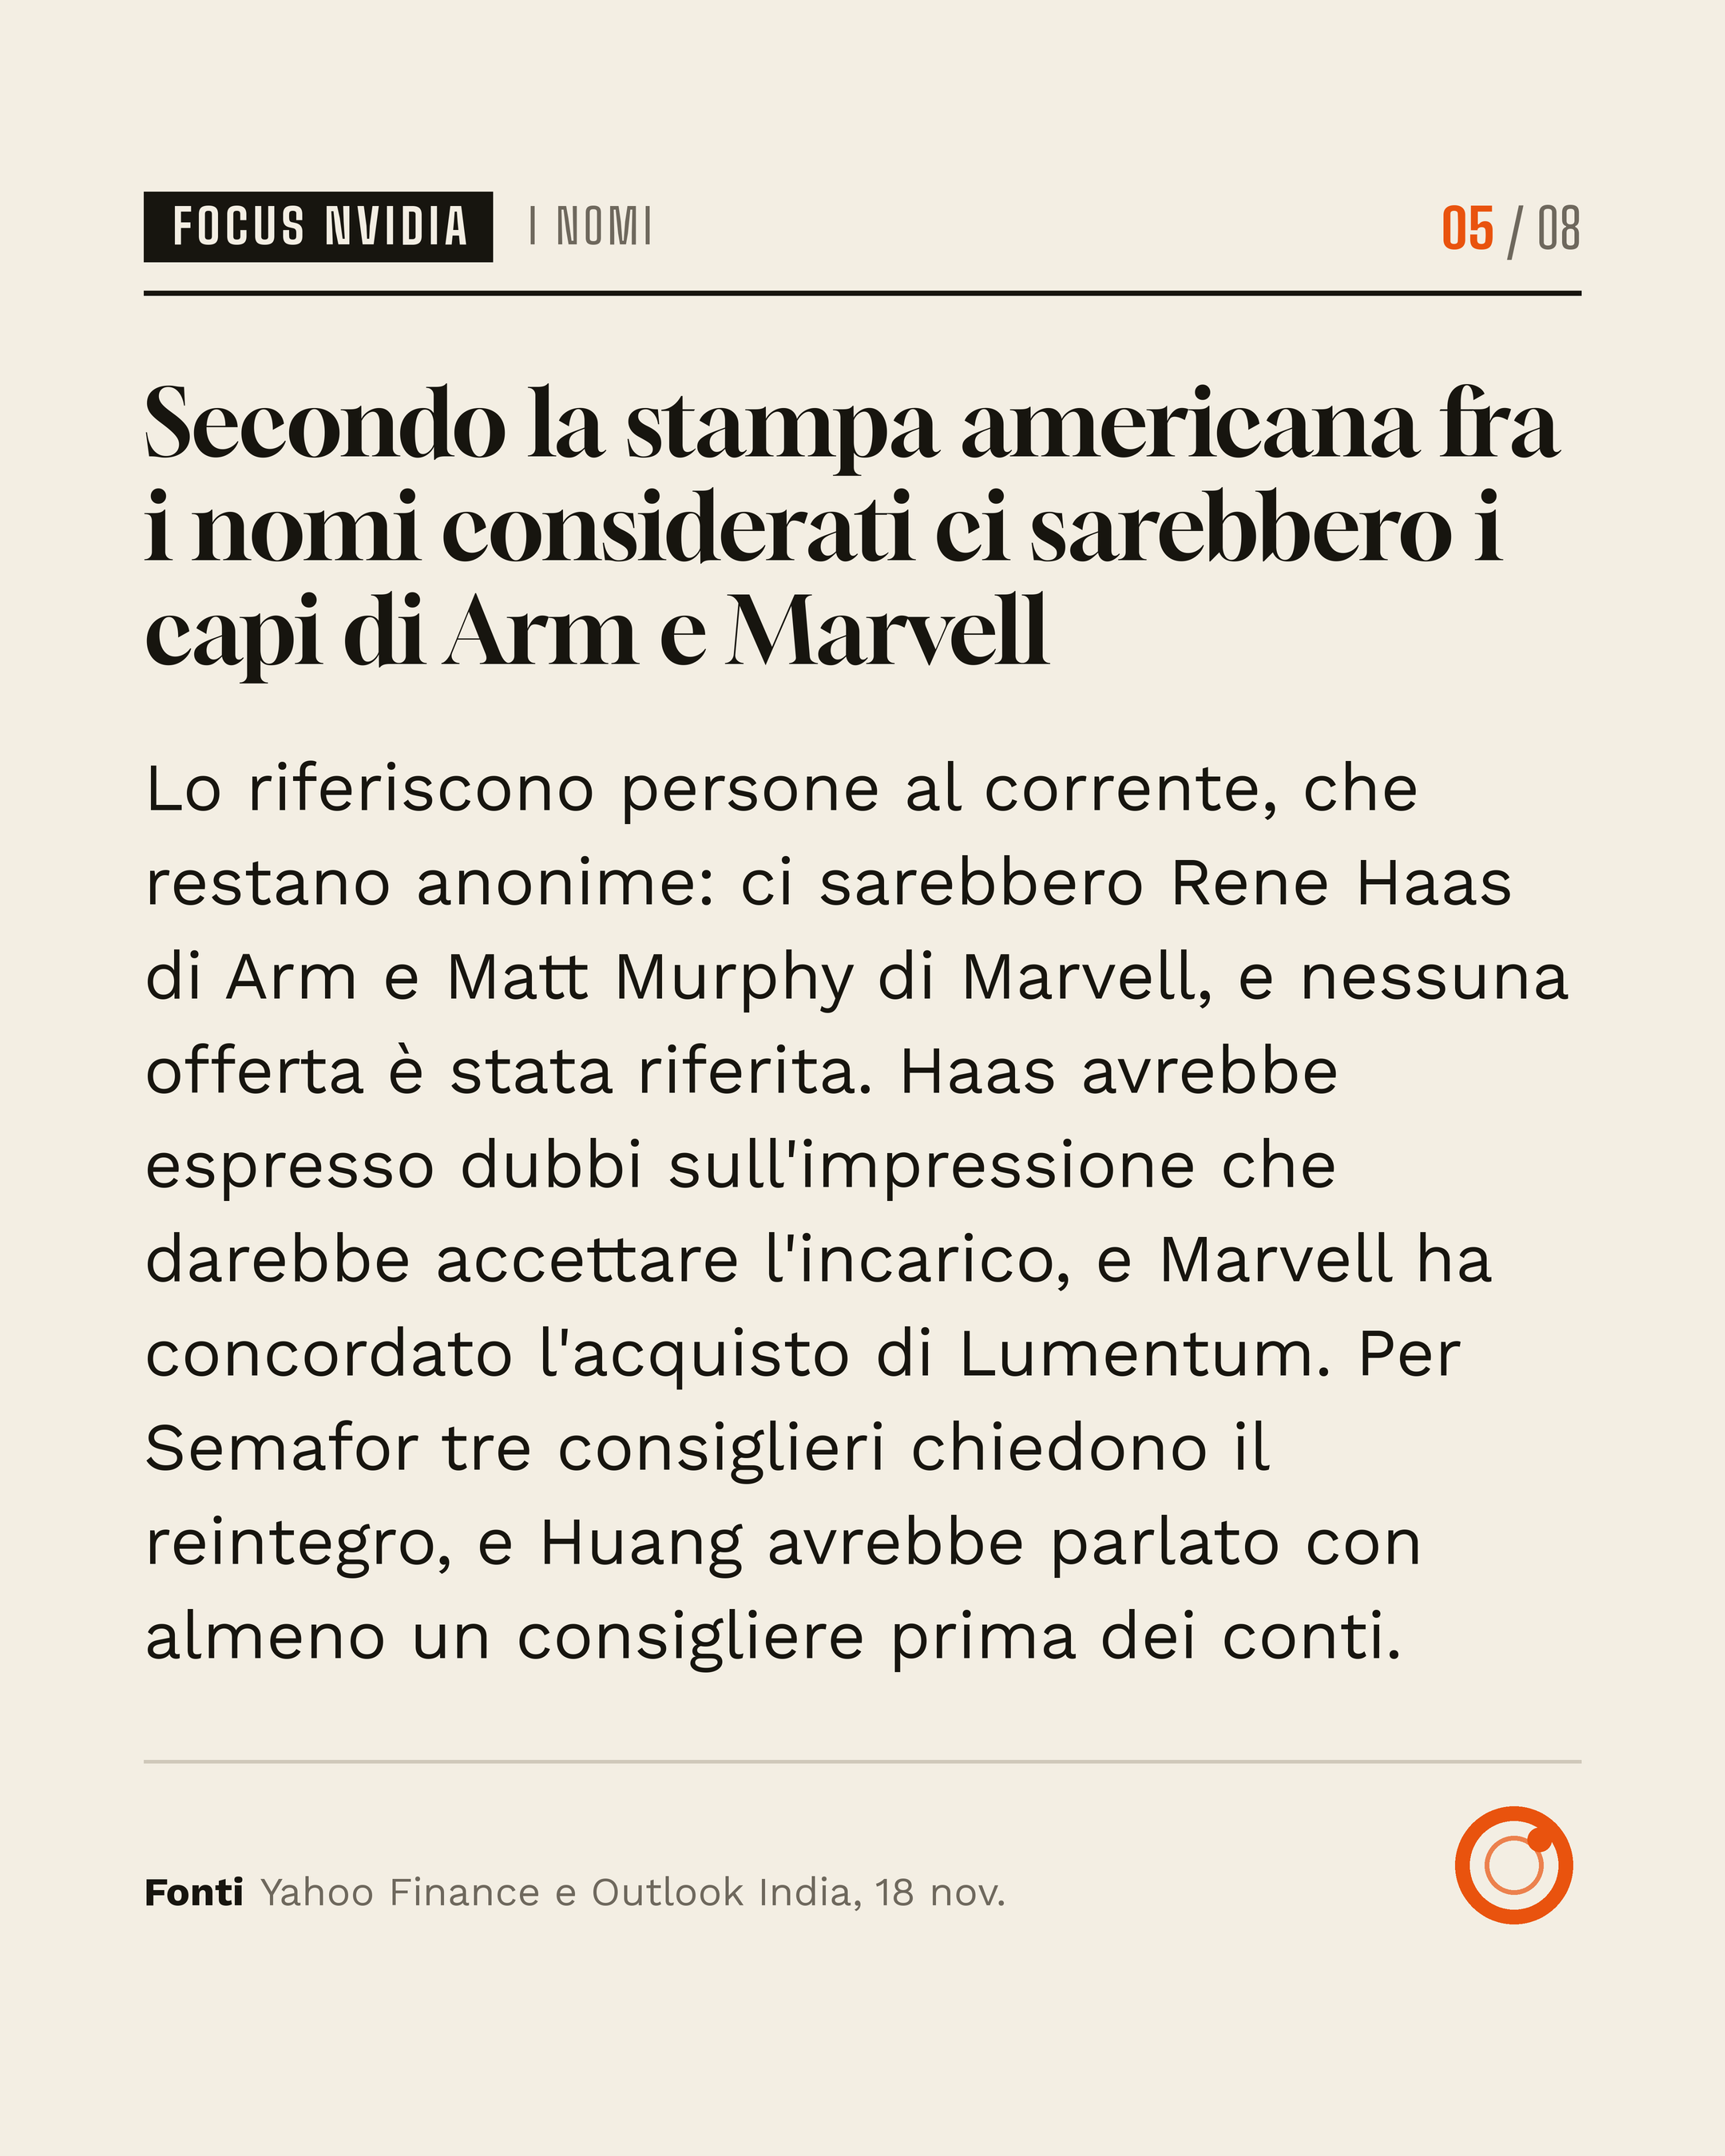 FOCUS NVIDIA I NOMI 05 / 08
Secondo la stampa americana fra
i nomi considerati ci sarebbero i
capi di Arm e Marvell
Lo riferiscono persone al corrente, che
restano anonime: ci sarebbero Rene Haas
di Arm e Matt Murphy di Marvell, e nessuna
offerta è stata riferita. Haas avrebbe
espresso dubbi sull'impressione che
darebbe accettare l'incarico, e Marvell ha
concordato l'acquisto di Lumentum. Per
Semafor tre consiglieri chiedono il
reintegro, e Huang avrebbe parlato con
almeno un consigliere prima dei conti.
Fonti Yahoo Finance e Outlook India, 18 nov.